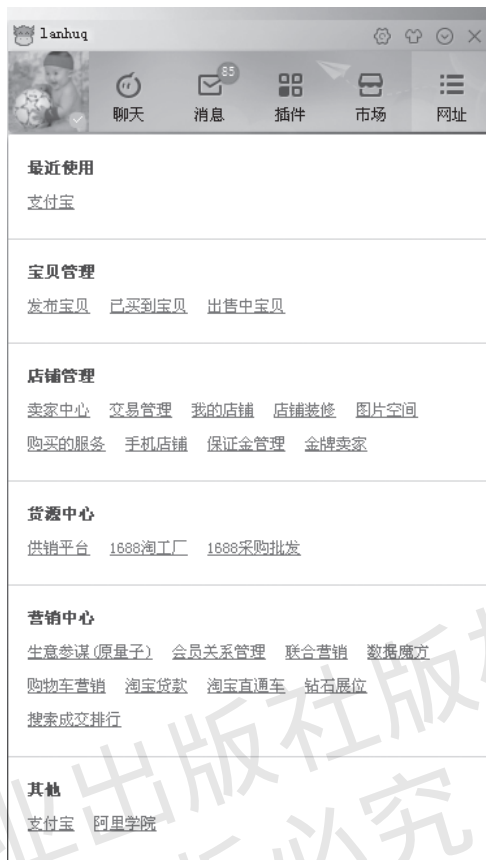 lanhuq
85
聊天 消息 插件 市场 网址
最近使用
支付宝
宝贝管理
发布宝贝 已买到宝贝 出售中宝贝
店铺管理
卖家中心 交易管理 我的店铺 店铺装修 图片空间
购买的服务 手机店铺 保证金管理 金牌卖家
货源中心
供销平台 1688淘工厂 1688采购批发
营销中心
生意参谋(原量子) 会员关系管理 联合营销 数据魔方
购物车营销 淘宝贷款 淘宝直通车 钻石展位
搜索成交排行
其他
支付宝 阿里学院
业出版社版权
必究